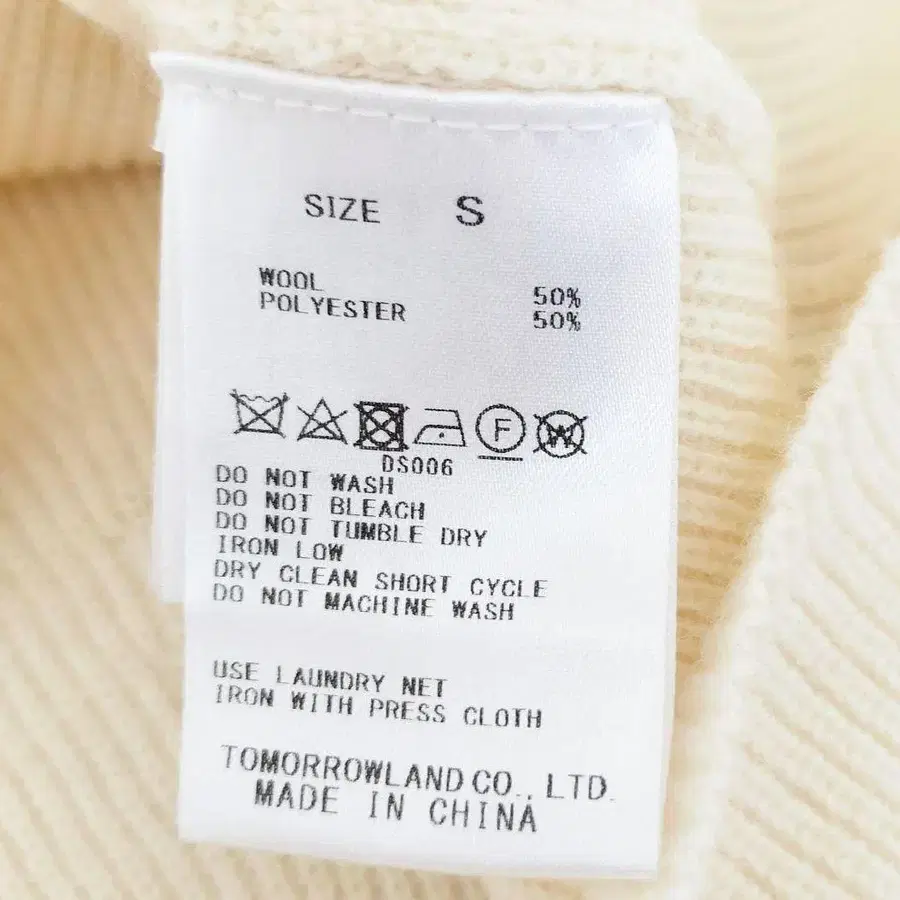 SIZE S
WOOL 50%
POLYESTER 50%
F W
DS006
DO NOT WASH
DO NOT BLEACH
DO NOT TUMBLE DRY
IRON LOW
DRY CLEAN SHORT CYCLE
DO NOT MACHINE WASH
USE LAUNDRY NET
IRON WITH PRESS CLOTH
TOMORROWLAND CO., LTD.
MADE IN CHINA